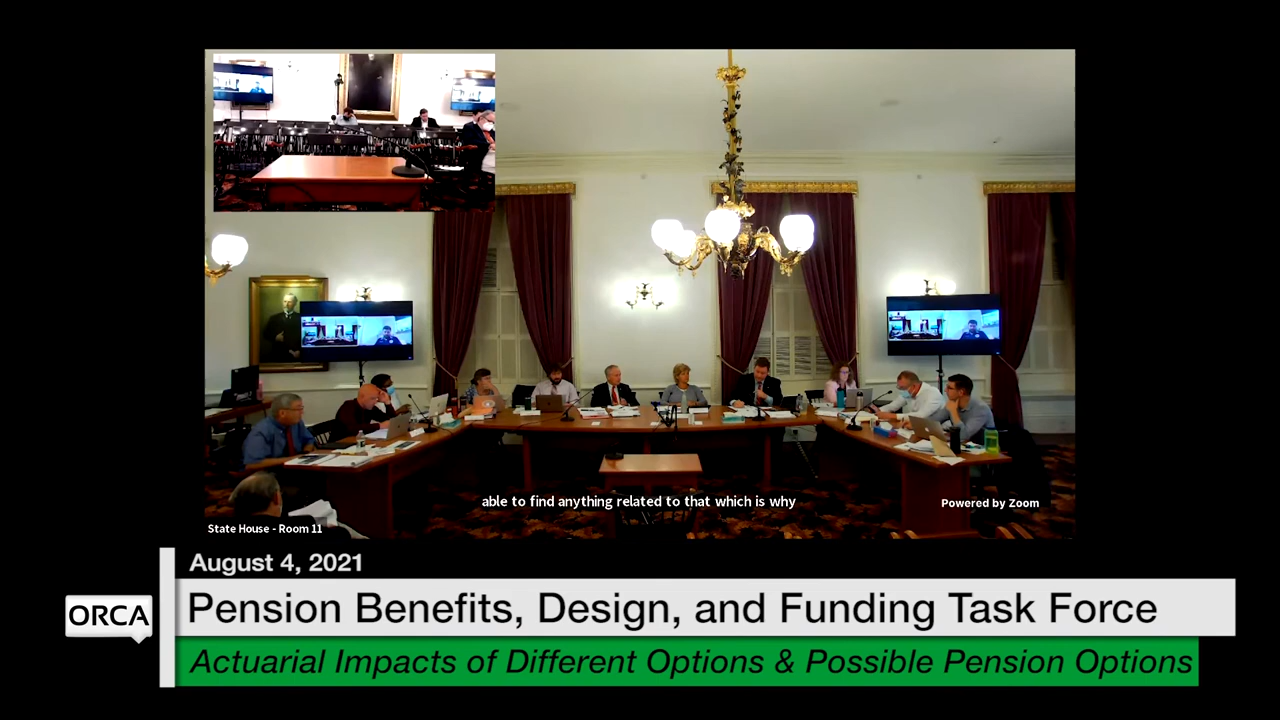 able to find anything related to that which is why
Powered by Zoom
State House - Room 11
August 4, 2021
ORCA
Pension Benefits, Design, and Funding Task Force
Actuarial Impacts of Different Options & Possible Pension Options